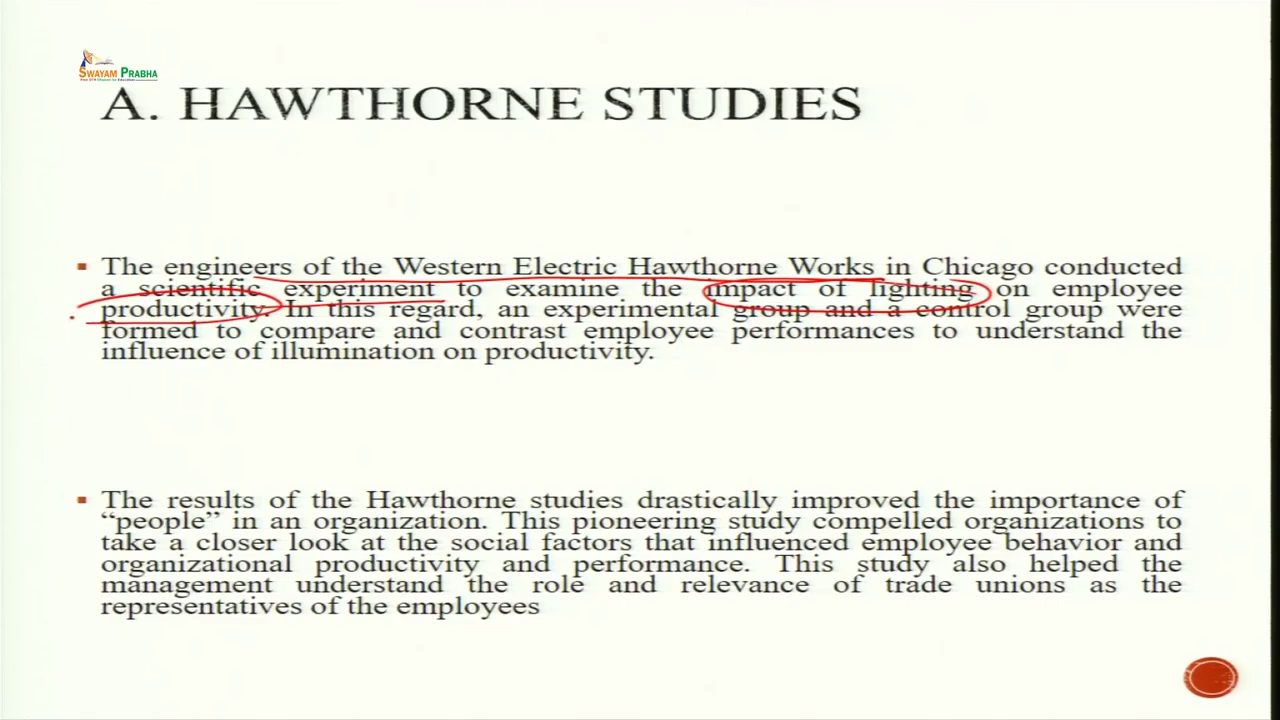 SWAYAM PRABHA
A. HAWTHORNE STUDIES
The engineers of the Western Electric Hawthorne Works in Chicago conducted
a scientific experiment to examine the impact of lighting on employee
productivity. In this regard, an experimental group and a control group were
formed to compare and contrast employee performances to understand the
influence of illumination on productivity.
The results of the Hawthorne studies drastically improved the importance of
“people” in an organization. This pioneering study compelled organizations to
take a closer look at the social factors that influenced employee behavior and
organizational productivity and performance. This study also helped the
management understand the role and relevance of trade unions as the
representatives of the employees